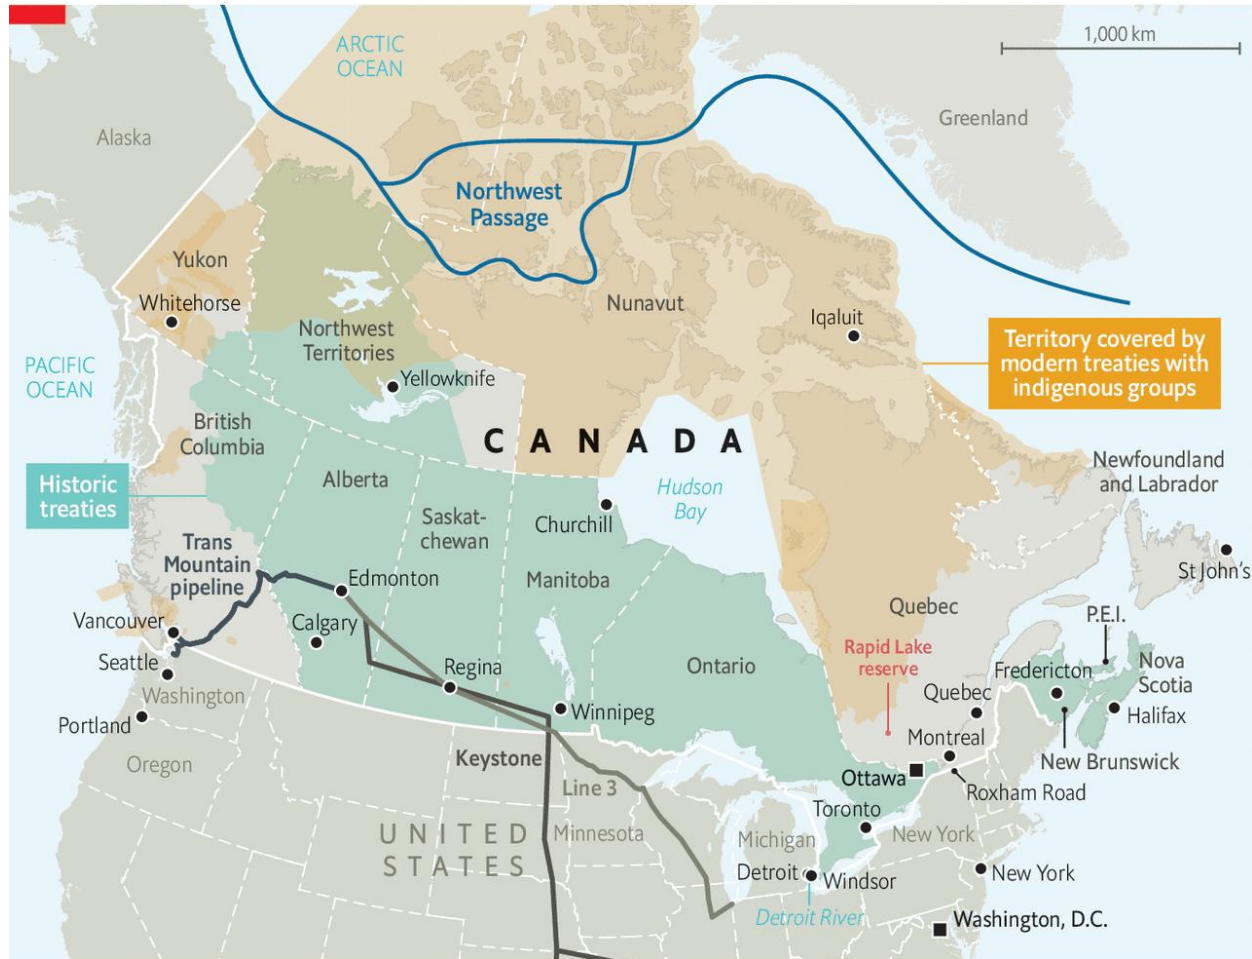 ARCTIC
OCEAN
1,000 km
Alaska
Greenland
Northwest
Passage
Yukon
Whitehorse
Nunavut
Iqaluit
Northwest
Territories
Yellowknife
PACIFIC
OCEAN
Territory covered by
modern treaties with
indigenous groups
British
Columbia
CANADA
Historic
treaties
Alberta
Saskat-
chewan
Hudson
Bay
Churchill
Newfoundland
and Labrador
Trans
Mountain
pipeline
Edmonton
Manitoba
St John's
Vancouver
Calgary
Quebec
P.E.I.
Seattle
Regina
Ontario
Rapid Lake
reserve
Fredericton
Nova
Scotia
Washington
Quebec
Portland
Winnipeg
Halifax
Oregon
Keystone
Montreal
New Brunswick
Line 3
Ottawa
Roxham Road
UNITED
STATES
Minnesota
Michigan
Toronto
New York
Detroit
Windsor
New York
Detroit River
Washington, D.C.